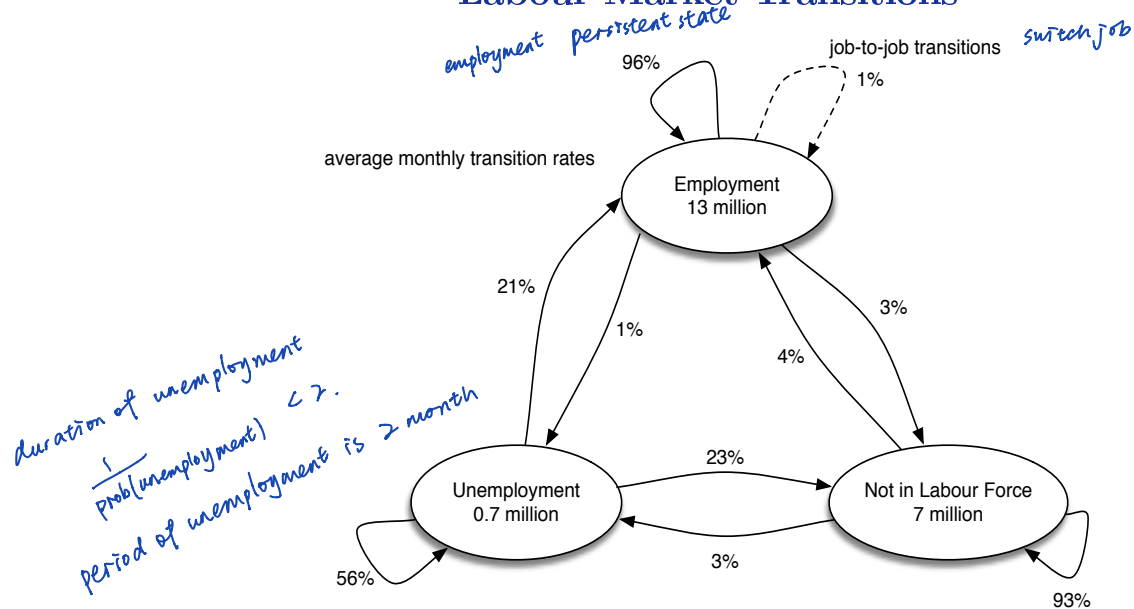 Labour Market Transitions
employment persistent state
job-to-job transitions
switch job
96%
1%
average monthly transition rates
Employment
13 million
21%
1%
3%
4%
duration of unemployment
1
prob(unemployment)
< 2.
period of unemployment is 2 month
23%
Unemployment
0.7 million
Not in Labour Force
7 million
3%
56%
93%